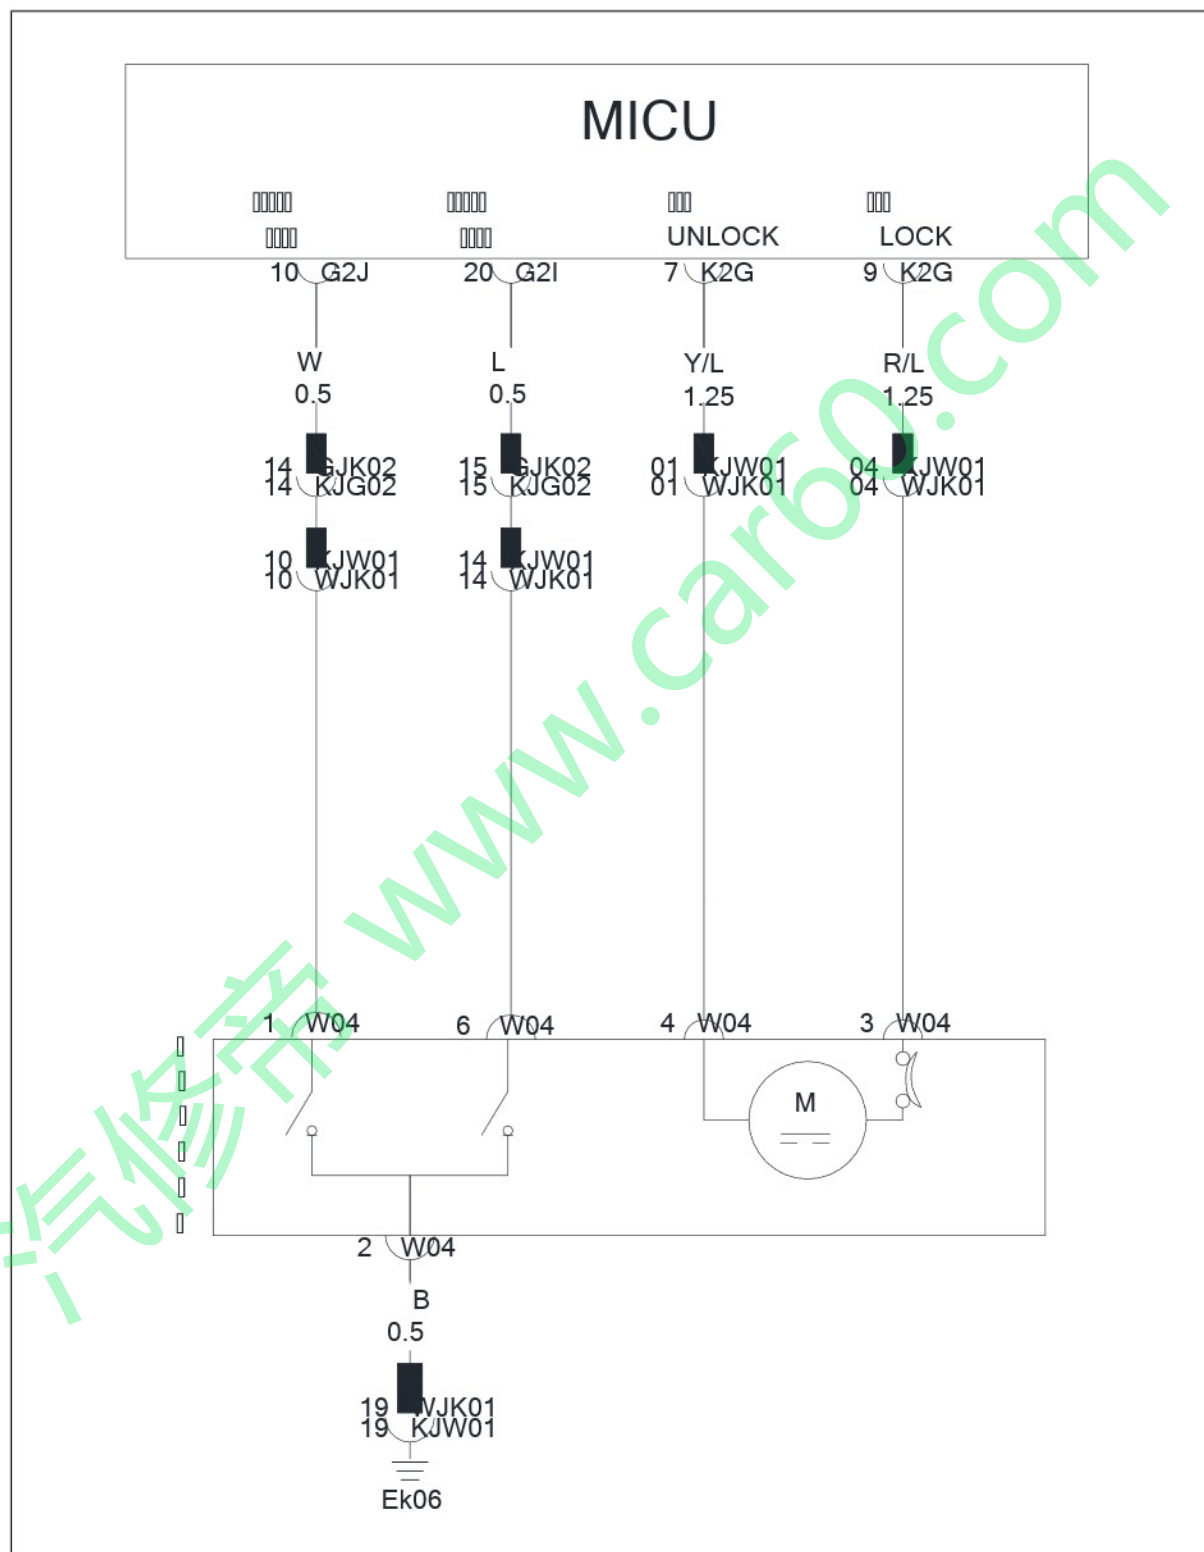 MICU
UNLOCK LOCK
10 G2J 20 G2I 7 K2G 9 K2G
W L Y/L R/L
0.5 0.5 1.25 1.25
14 GJK02 15 GJK02 01 KJW01 04 KJW01
14 KJG02 15 KJG02 01 WJK01 04 WJK01
10 KJW01 14 KJW01
10 WJK01 14 WJK01
1 W04 6 W04 4 W04 3 W04
M
2 W04
B
0.5
19 WJK01
19 KJW01
Ek06
汽修帝 www.car60.com